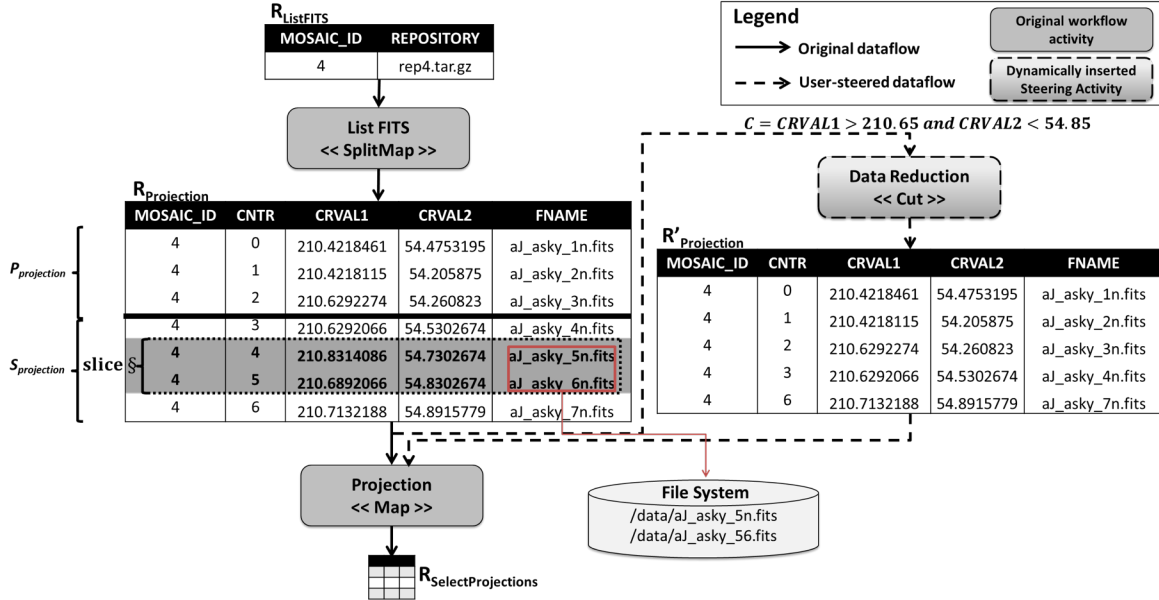 R_ListFITS
MOSAIC_ID REPOSITORY
4 rep4.tar.gz
List FITS
<< SplitMap >>
Legend
Original dataflow
User-steered dataflow
Original workflow
activity
Dynamically inserted
Steering Activity
C = CRVAL1 > 210.65 and CRVAL2 < 54.85
Data Reduction
<< Cut >>
R_Projection
MOSAIC_ID CNTR CRVAL1 CRVAL2 FNAME
4 0 210.4218461 54.4753195 aJ_asky_1n.fits
4 1 210.4218115 54.205875 aJ_asky_2n.fits
4 2 210.6292274 54.260823 aJ_asky_3n.fits
4 3 210.6292066 54.5302674 aJ_asky_4n.fits
4 4 210.8314086 54.7302674 aJ_asky_5n.fits
4 5 210.6892066 54.8302674 aJ_asky_6n.fits
4 6 210.7132188 54.8915779 aJ_asky_7n.fits
P_projection
S_projection
slice §
R'_Projection
MOSAIC_ID CNTR CRVAL1 CRVAL2 FNAME
4 0 210.4218461 54.4753195 aJ_asky_1n.fits
4 1 210.4218115 54.205875 aJ_asky_2n.fits
4 2 210.6292274 54.260823 aJ_asky_3n.fits
4 3 210.6292066 54.5302674 aJ_asky_4n.fits
4 6 210.7132188 54.8915779 aJ_asky_7n.fits
Projection
<< Map >>
File System
/data/aJ_asky_5n.fits
/data/aJ_asky_56.fits
R_SelectProjections